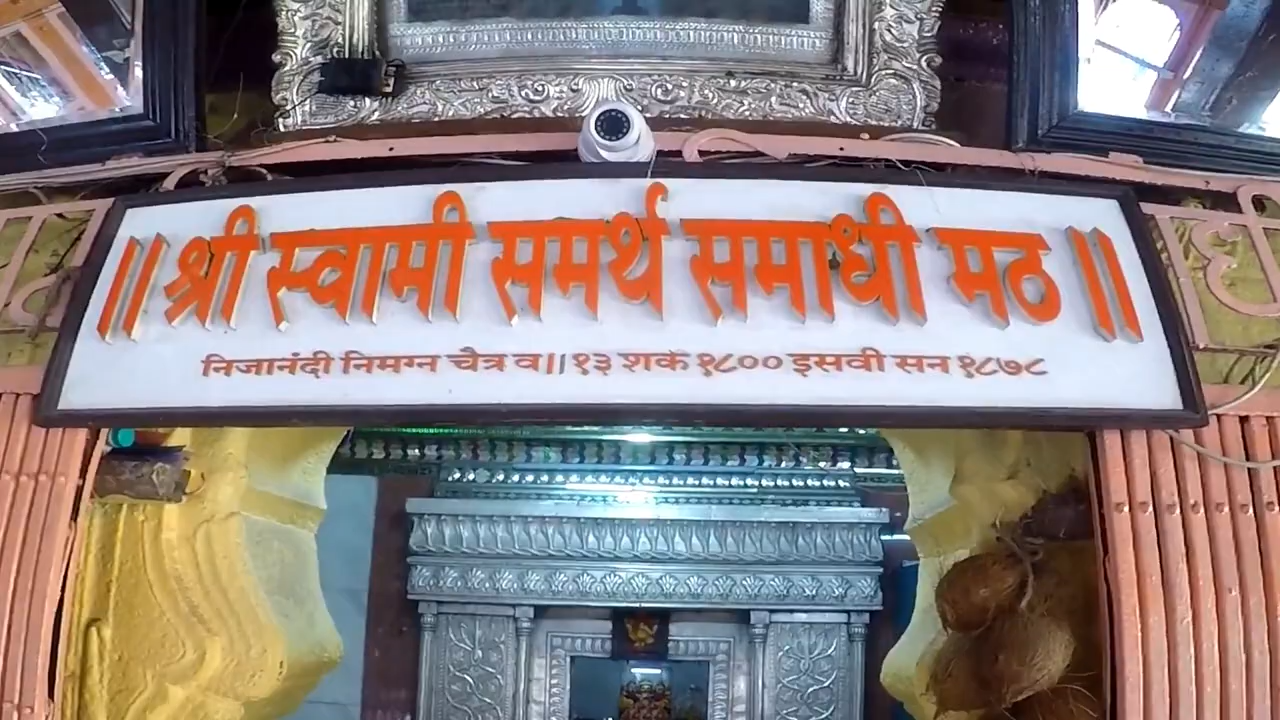 ॥ श्री स्वामी समर्थ समाधी मठ ॥
निजानंदी निमग्न चैत्र व॥ १३ शके १८०० इसवी सन १८७८